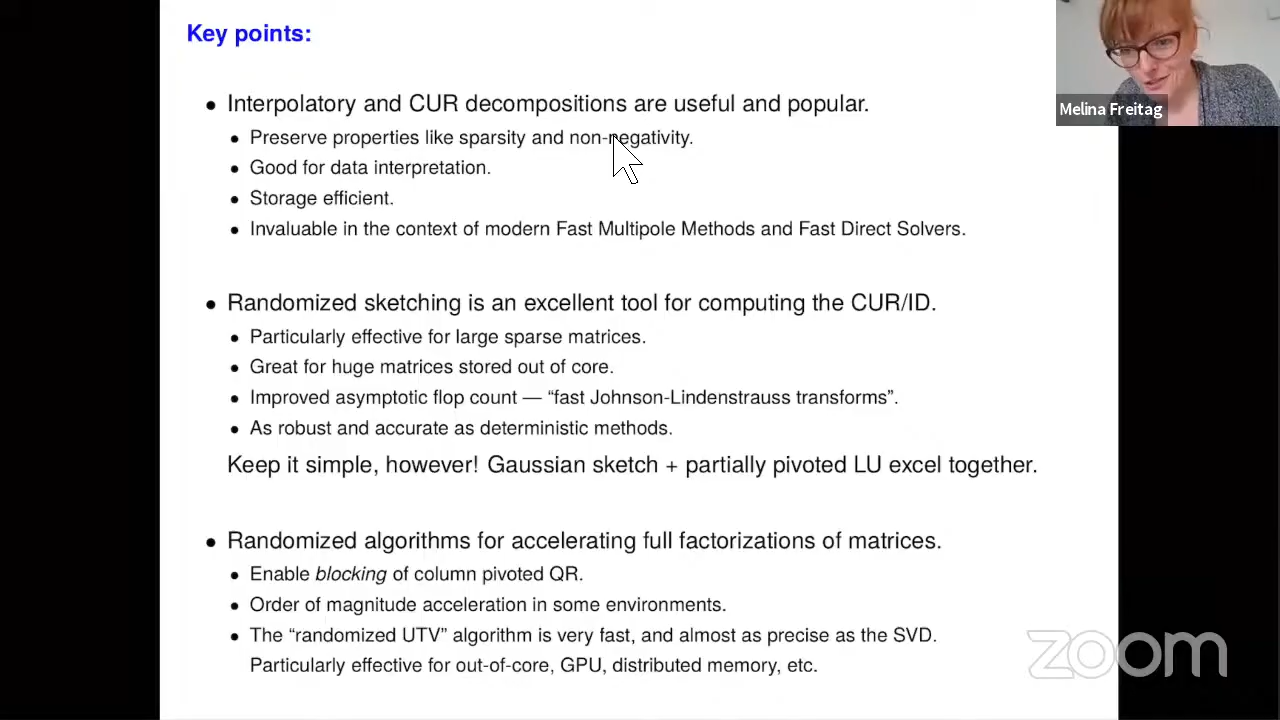 Key points:
• Interpolatory and CUR decompositions are useful and popular.
• Preserve properties like sparsity and non-negativity.
• Good for data interpretation.
• Storage efficient.
• Invaluable in the context of modern Fast Multipole Methods and Fast Direct Solvers.
• Randomized sketching is an excellent tool for computing the CUR/ID.
• Particularly effective for large sparse matrices.
• Great for huge matrices stored out of core.
• Improved asymptotic flop count — “fast Johnson-Lindenstrauss transforms”.
• As robust and accurate as deterministic methods.
Keep it simple, however! Gaussian sketch + partially pivoted LU excel together.
• Randomized algorithms for accelerating full factorizations of matrices.
• Enable blocking of column pivoted QR.
• Order of magnitude acceleration in some environments.
• The “randomized UTV” algorithm is very fast, and almost as precise as the SVD.
Particularly effective for out-of-core, GPU, distributed memory, etc.
Melina Freitag
zoom